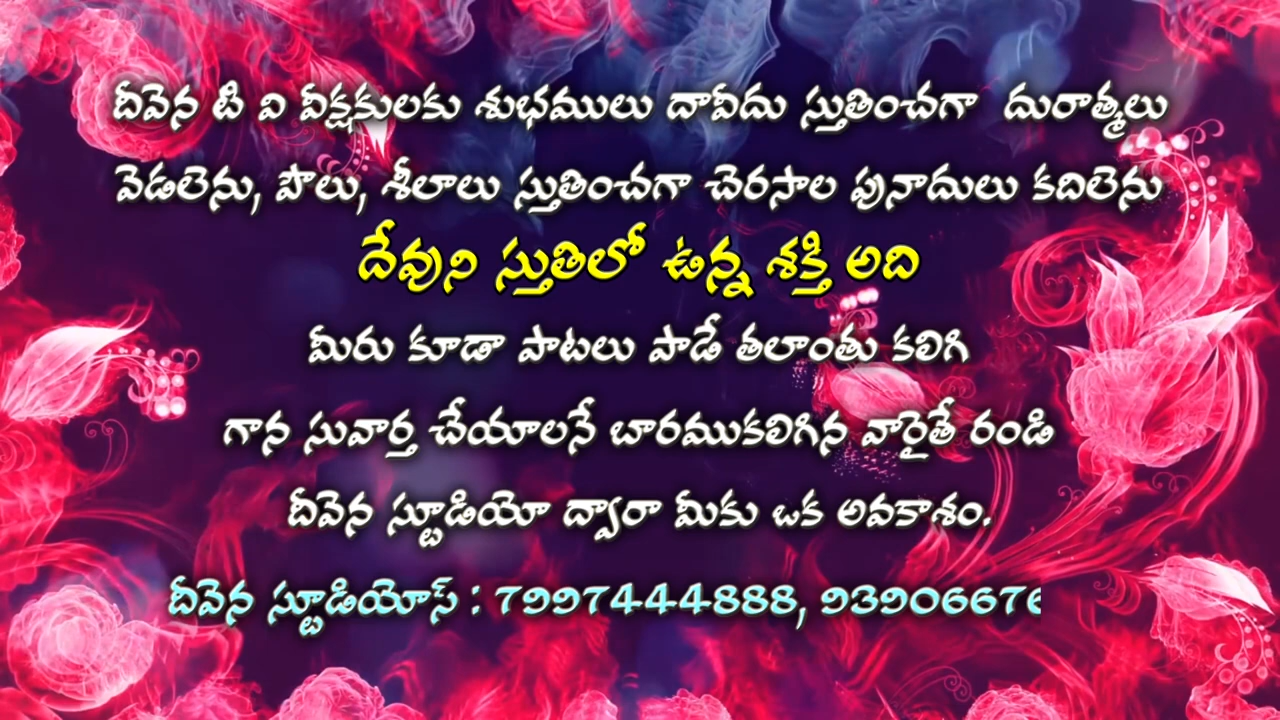 దీవెన టి వి వీక్షకులకు శుభములు దావీదు స్తుతించగా దురాత్మలు
వెడలెను, పౌలు, శీలాలు స్తుతించగా చెరసాల పునాదులు కదిలెను
దేవుని స్తుతిలో ఉన్న శక్తి అది
మీరు కూడా పాటలు పాడే తలాంతు కలిగి
గాన సువార్త చేయాలనే బారముకలిగిన వారైతే రండి
దీవెన స్టూడియో ద్వారా మీకు ఒక అవకాశం.
దీవెన స్టూడియోస్ : 7997444888, 93906676